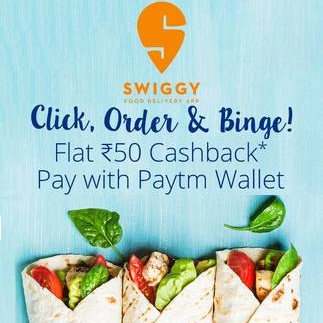 SWIGGY
FOOD DELIVERY APP
Click, Order & Binge!
Flat ₹50 Cashback*
Pay with Paytm Wallet